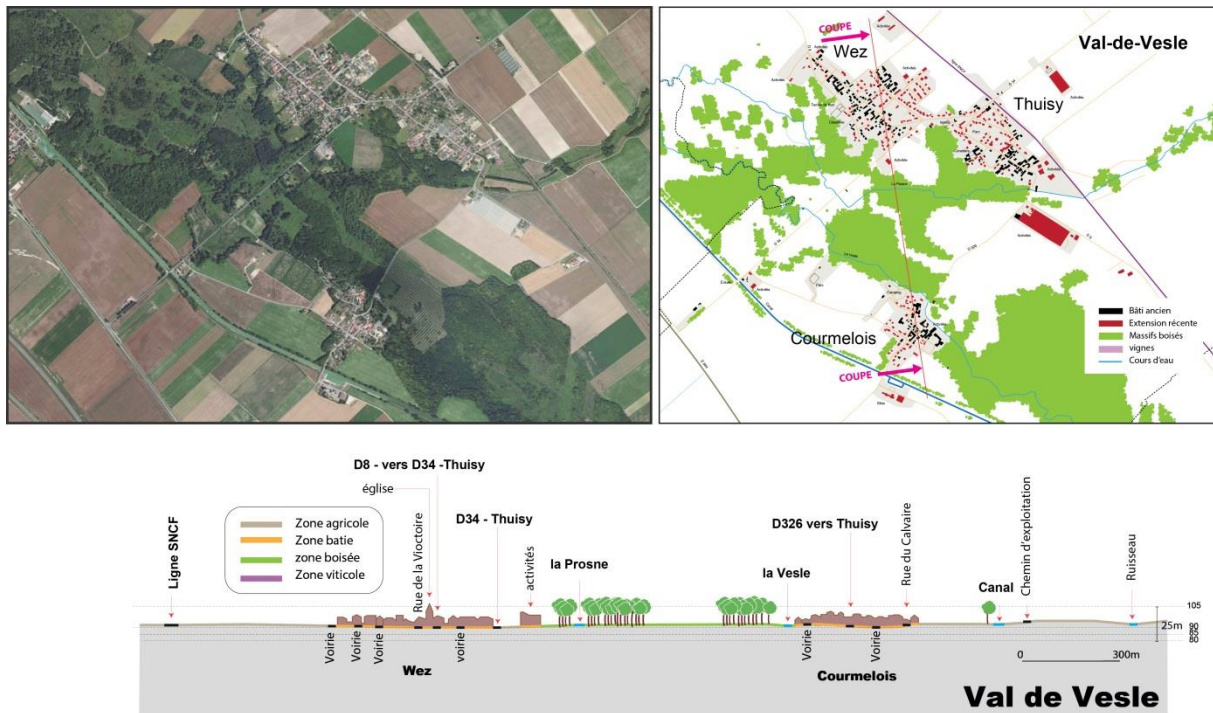 COUPE
Wez
Val-de-Vesle
Thuisy
Courmelois
COUPE
Bâti ancien
Extension récente
Massifs boisés
vignes
Cours d'eau
D8 - vers D34 -Thuisy
église
Ligne SNCF
Zone agricole
Zone batie
zone boisée
Zone viticole
Rue de la Vioctoire
D34 - Thuisy
activités
la Prosne
la Vesle
D326 vers Thuisy
Rue du Calvaire
Canal
Chemin d'exploitation
Ruisseau
105
25m
90
85
80
Voirie
Voirie
Voirie
voirie
Voirie
Voirie
Wez
Courmelois
0 300m
Val de Vesle